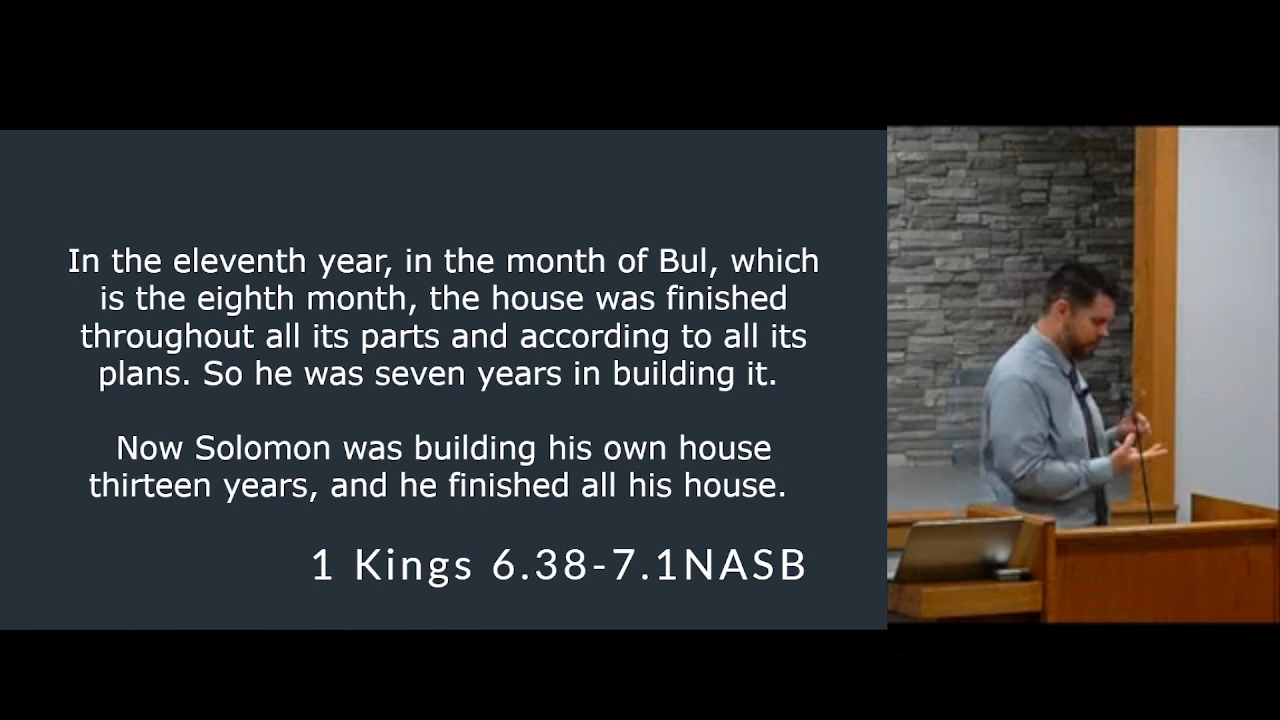 In the eleventh year, in the month of Bul, which
is the eighth month, the house was finished
throughout all its parts and according to all its
plans. So he was seven years in building it.
Now Solomon was building his own house
thirteen years, and he finished all his house.
1 Kings 6.38-7.1NASB